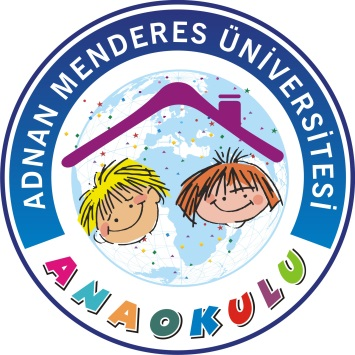 ADNAN MENDERES ÜNİVERSİTESİ
ANAOKULU